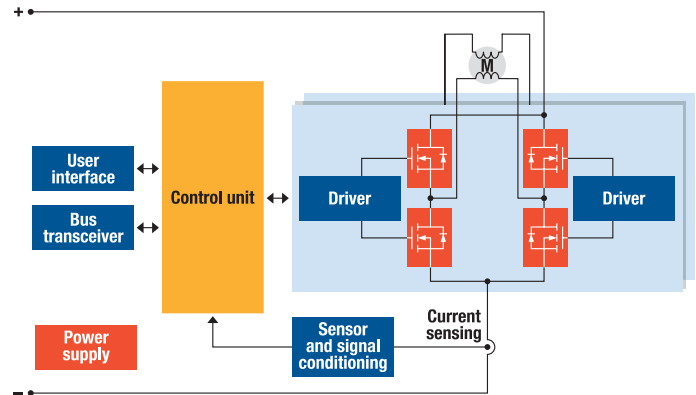 +
M
User
interface
Control unit
Driver
Driver
Bus
transceiver
Current
sensing
Power
supply
Sensor
and signal
conditioning
–